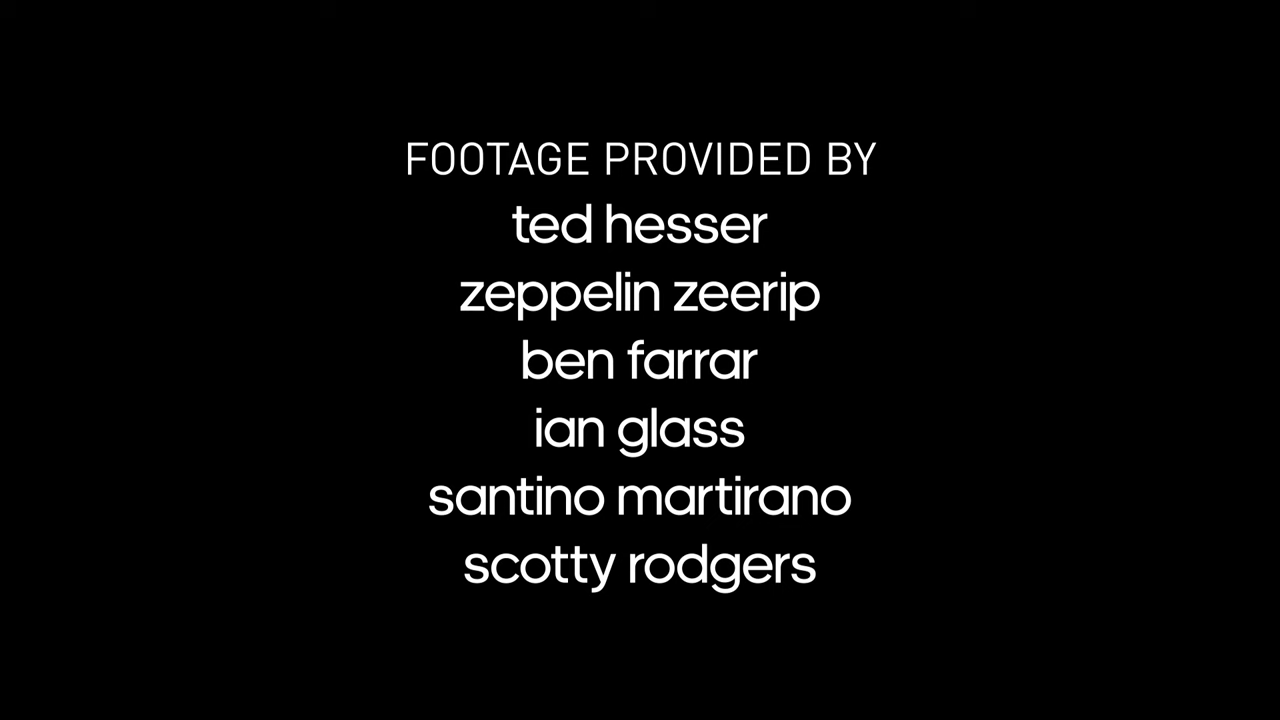 FOOTAGE PROVIDED BY
ted hesser
zeppelin zeerip
ben farrar
ian glass
santino martirano
scotty rodgers